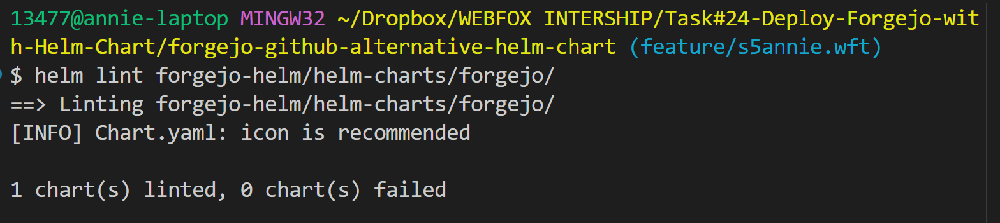 13477@annie-laptop MINGW32 ~/Dropbox/WEBFOX INTERSHIP/Task#24-Deploy-Forgejo-wit
h-Helm-Chart/forgejo-github-alternative-helm-chart (feature/s5annie.wft)
$ helm lint forgejo-helm/helm-charts/forgejo/
==> Linting forgejo-helm/helm-charts/forgejo/
[INFO] Chart.yaml: icon is recommended

1 chart(s) linted, 0 chart(s) failed